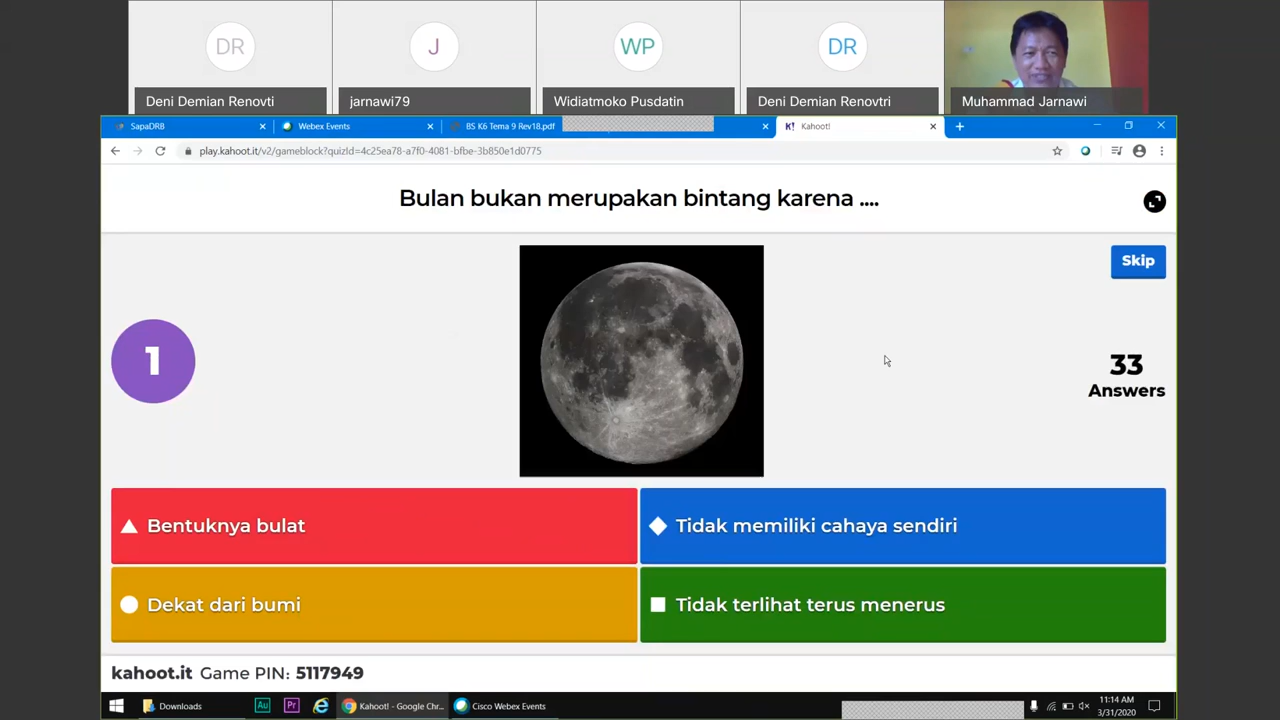 DR
J
WP
DR
Deni Demian Renovti
jarnawi79
Widiatmoko Pusdatin
Deni Demian Renovtri
Muhammad Jarnawi
SapaDRB
Webex Events
BS K6 Tema 9 Rev18.pdf
K! Kahoot!
play.kahoot.it/v2/gameblock?quizId=4c25ea78-a7f0-4081-bfbe-3b850e1d0775
Bulan bukan merupakan bintang karena ....
Skip
1
33
Answers
Bentuknya bulat
Tidak memiliki cahaya sendiri
Dekat dari bumi
Tidak terlihat terus menerus
kahoot.it Game PIN: 5117949
Downloads
Au
Pr
Kahoot! - Google Chr...
Cisco Webex Events
11:14 AM
3/31/2020